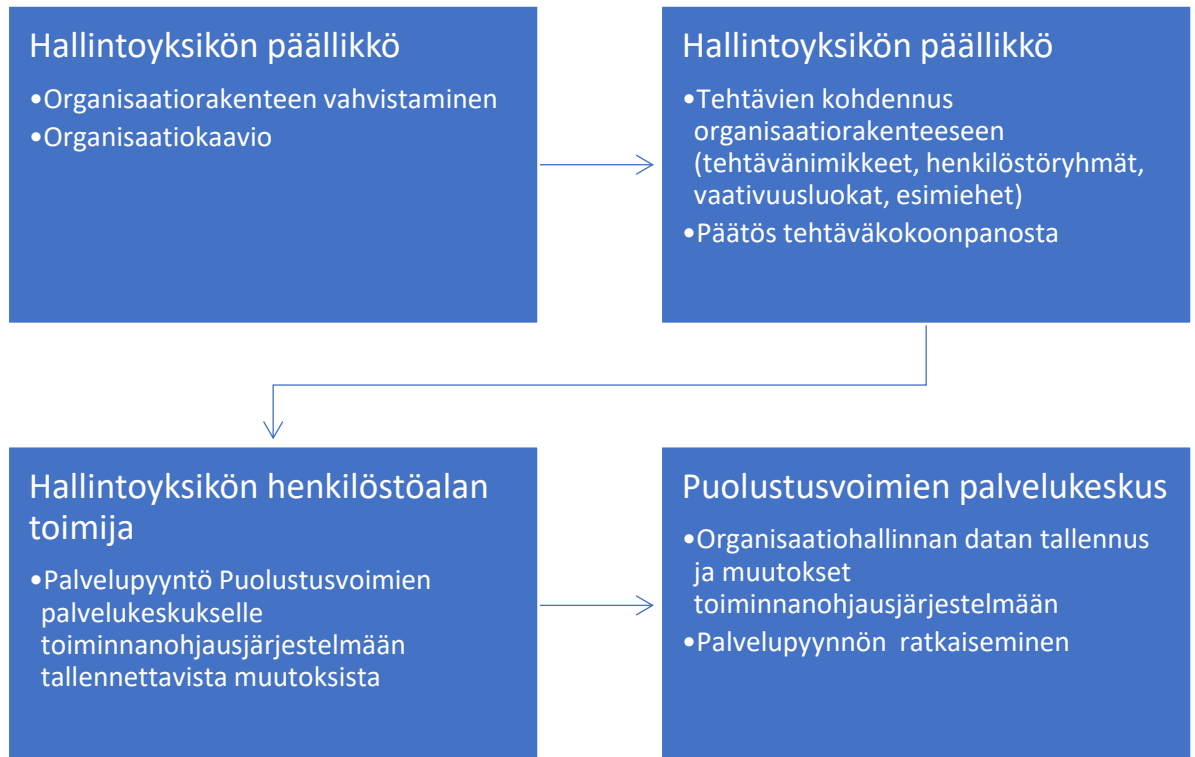 Hallintoyksikön päällikkö
•Organisaatiorakenteen vahvistaminen
•Organisaatiokaavio
Hallintoyksikön päällikkö
•Tehtävien kohdennus
organisaatiorakenteeseen
(tehtävänimikkeet, henkilöstöryhmät,
vaativuusluokat, esimiehet)
•Päätös tehtäväkokoonpanosta
Hallintoyksikön henkilöstöalan
toimija
•Palvelupyyntö Puolustusvoimien
palvelukeskukselle
toiminnanohjausjärjestelmään
tallennettavista muutoksista
Puolustusvoimien palvelukeskus
•Organisaatiohallinnan datan tallennus
ja muutokset
toiminnanohjausjärjestelmään
•Palvelupyynnön ratkaiseminen